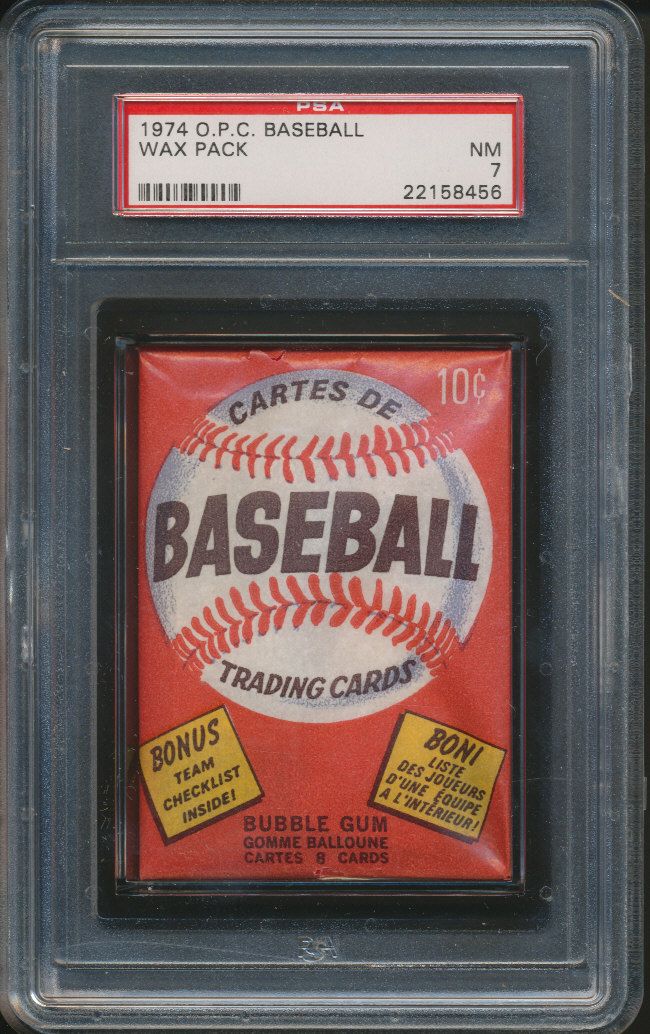 PSA
1974 O.P.C. BASEBALL
WAX PACK NM
7
22158456
10¢
CARTES DE
BASEBALL
TRADING CARDS
BONUS
TEAM
CHECKLIST
INSIDE!
BONI
LISTE
DES JOUEURS
D'UNE ÉQUIPE
A L'INTÉRIEUR!
BUBBLE GUM
GOMME BALLOUNE
CARTES 8 CARDS
PSA